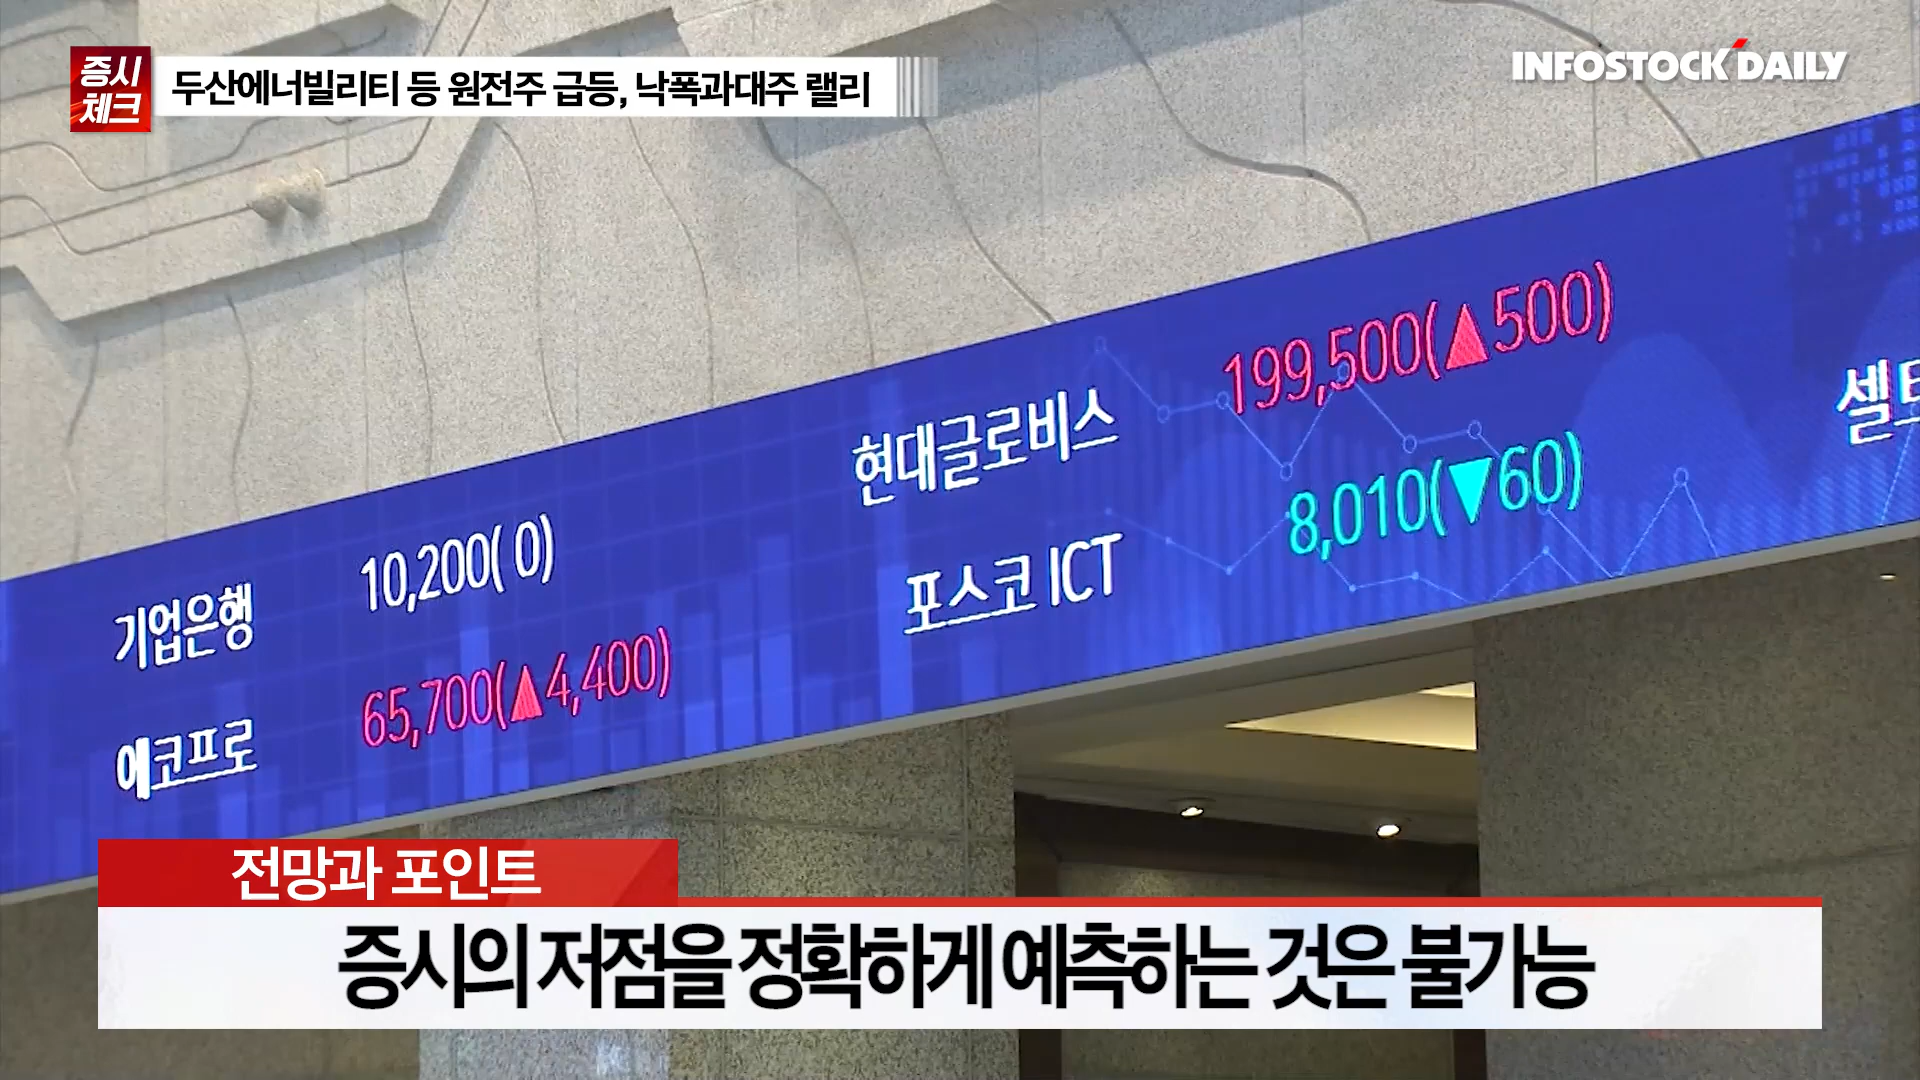 증시
체크
두산에너빌리티 등 원전주 급등, 낙폭과대주 랠리
INFOSTOCK DAILY
현대글로비스 199,500(▲500)
포스코 ICT 8,010(▼60)
기업은행 10,200( 0)
에코프로 65,700(▲4,400)
전망과 포인트
증시의 저점을 정확하게 예측하는 것은 불가능